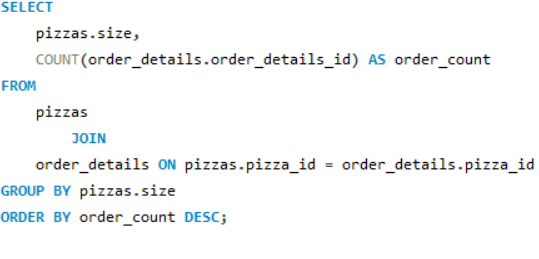 SELECT
    pizzas.size,
    COUNT(order_details.order_details_id) AS order_count
FROM
    pizzas
        JOIN
    order_details ON pizzas.pizza_id = order_details.pizza_id
GROUP BY pizzas.size
ORDER BY order_count DESC;